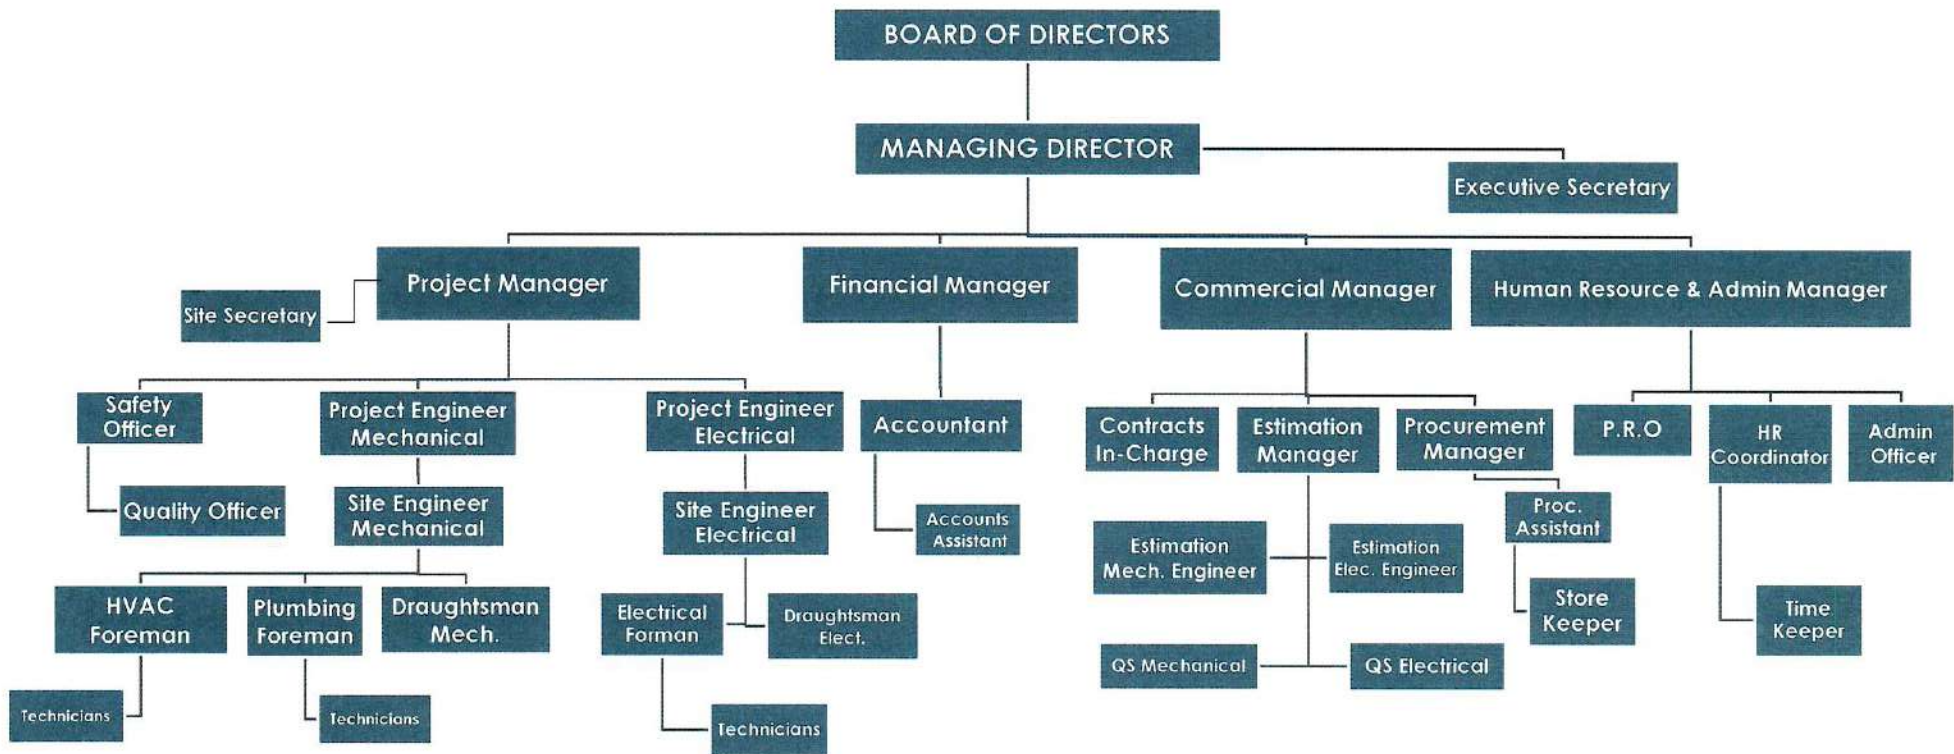 BOARD OF DIRECTORS
MANAGING DIRECTOR
Executive Secretary
Project Manager
Financial Manager
Commercial Manager
Human Resource & Admin Manager
Site Secretary
Safety
Officer
Project Engineer
Mechanical
Project Engineer
Electrical
Accountant
Contracts
In-Charge
Estimation
Manager
Procurement
Manager
P.R.O
HR
Coordinator
Admin
Officer
Quality Officer
Site Engineer
Mechanical
Site Engineer
Electrical
Accounts
Assistant
Proc.
Assistant
Estimation
Mech. Engineer
Estimation
Elec. Engineer
HVAC
Foreman
Plumbing
Foreman
Draughtsman
Mech.
Electrical
Forman
Draughtsman
Elect.
Store
Keeper
Time
Keeper
QS Mechanical
QS Electrical
Technicians
Technicians
Technicians